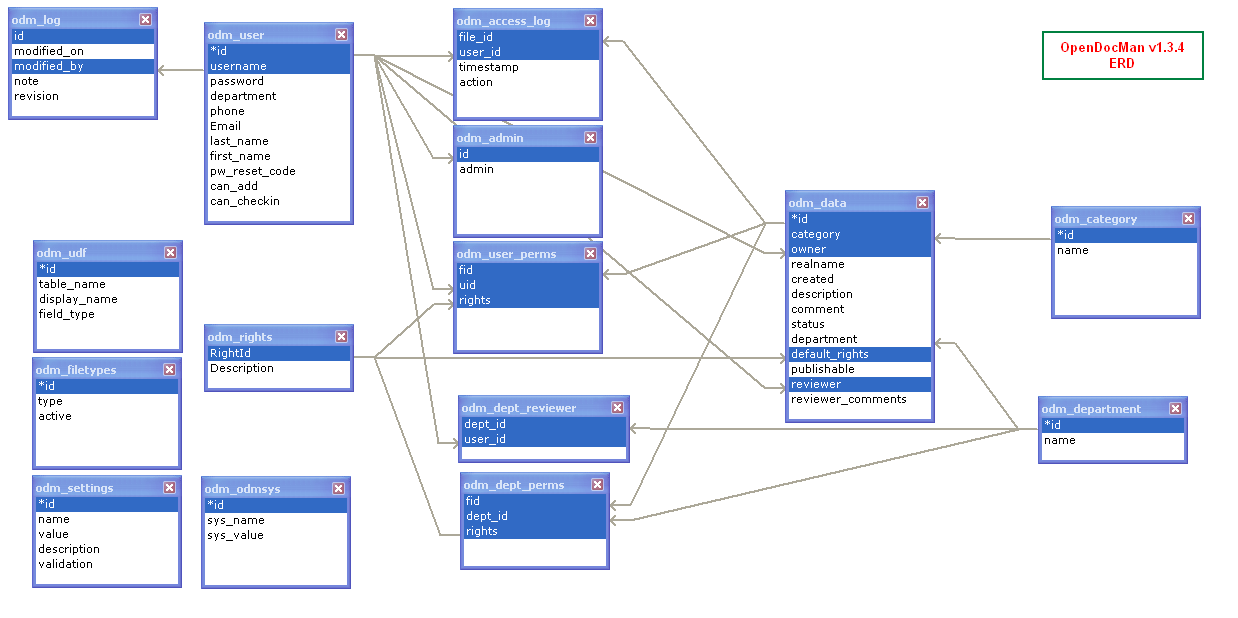 odm_log
id
modified_on
modified_by
note
revision
odm_user
*id
username
password
department
phone
Email
last_name
first_name
pw_reset_code
can_add
can_checkin
odm_access_log
file_id
user_id
timestamp
action
OpenDocMan v1.3.4
ERD
odm_admin
id
admin
odm_data
*id
category
owner
realname
created
description
comment
status
department
default_rights
publishable
reviewer
reviewer_comments
odm_category
*id
name
odm_udf
*id
table_name
display_name
field_type
odm_user_perms
fid
uid
rights
odm_rights
RightId
Description
odm_filetypes
*id
type
active
odm_dept_reviewer
dept_id
user_id
odm_department
*id
name
odm_settings
*id
name
value
description
validation
odm_odmsys
*id
sys_name
sys_value
odm_dept_perms
fid
dept_id
rights